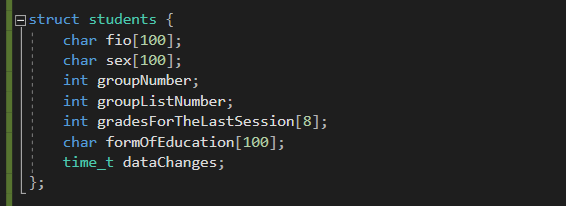 struct students {
char fio[100];
char sex[100];
int groupNumber;
int groupListNumber;
int gradesForTheLastSession[8];
char formOfEducation[100];
time_t dataChanges;
};